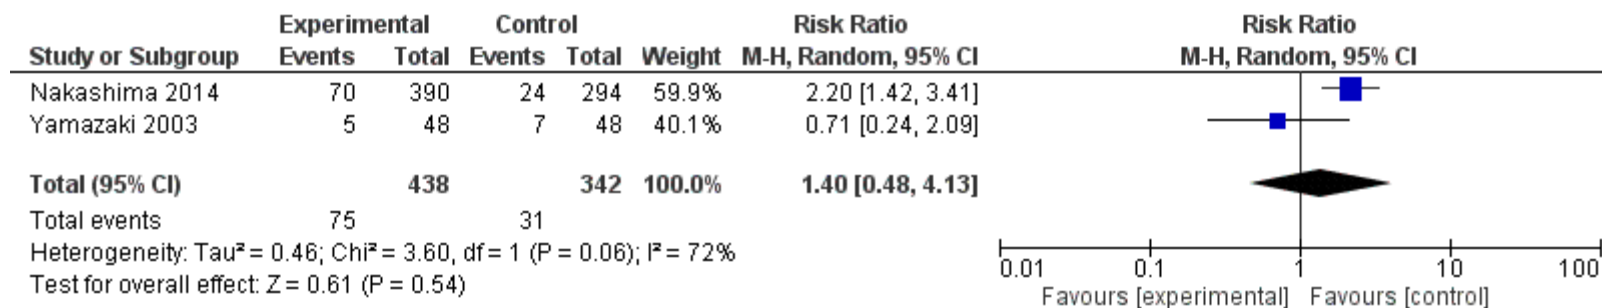 Experimental Control Risk Ratio Risk Ratio
Study or Subgroup Events Total Events Total Weight M-H, Random, 95% CI M-H, Random, 95% CI
Nakashima 2014 70 390 24 294 59.9% 2.20 [1.42, 3.41]
Yamazaki 2003 5 48 7 48 40.1% 0.71 [0.24, 2.09]
Total (95% CI) 438 342 100.0% 1.40 [0.48, 4.13]
Total events 75 31
Heterogeneity: Tau² = 0.46; Chi² = 3.60, df = 1 (P = 0.06); I² = 72%
Test for overall effect: Z = 0.61 (P = 0.54)
0.01 0.1 1 10 100
Favours [experimental] Favours [control]